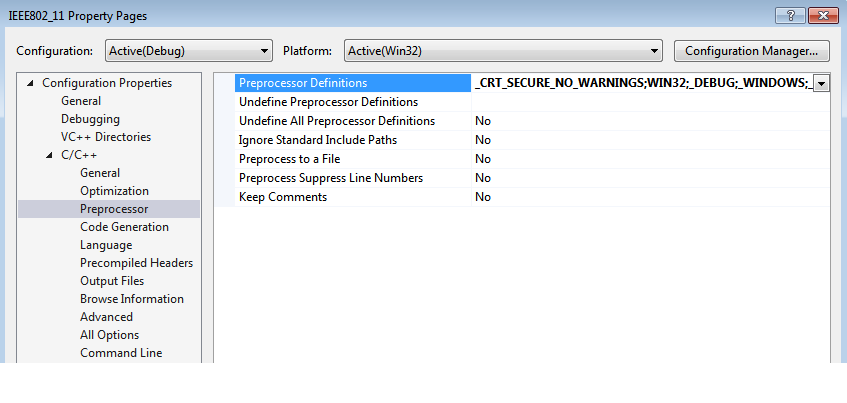 IEEE802_11 Property Pages
Configuration: Active(Debug) Platform: Active(Win32) Configuration Manager...
Configuration Properties
General
Debugging
VC++ Directories
C/C++
General
Optimization
Preprocessor
Code Generation
Language
Precompiled Headers
Output Files
Browse Information
Advanced
All Options
Command Line
Preprocessor Definitions _CRT_SECURE_NO_WARNINGS;WIN32;_DEBUG;_WINDOWS;_
Undefine Preprocessor Definitions
Undefine All Preprocessor Definitions No
Ignore Standard Include Paths No
Preprocess to a File No
Preprocess Suppress Line Numbers No
Keep Comments No